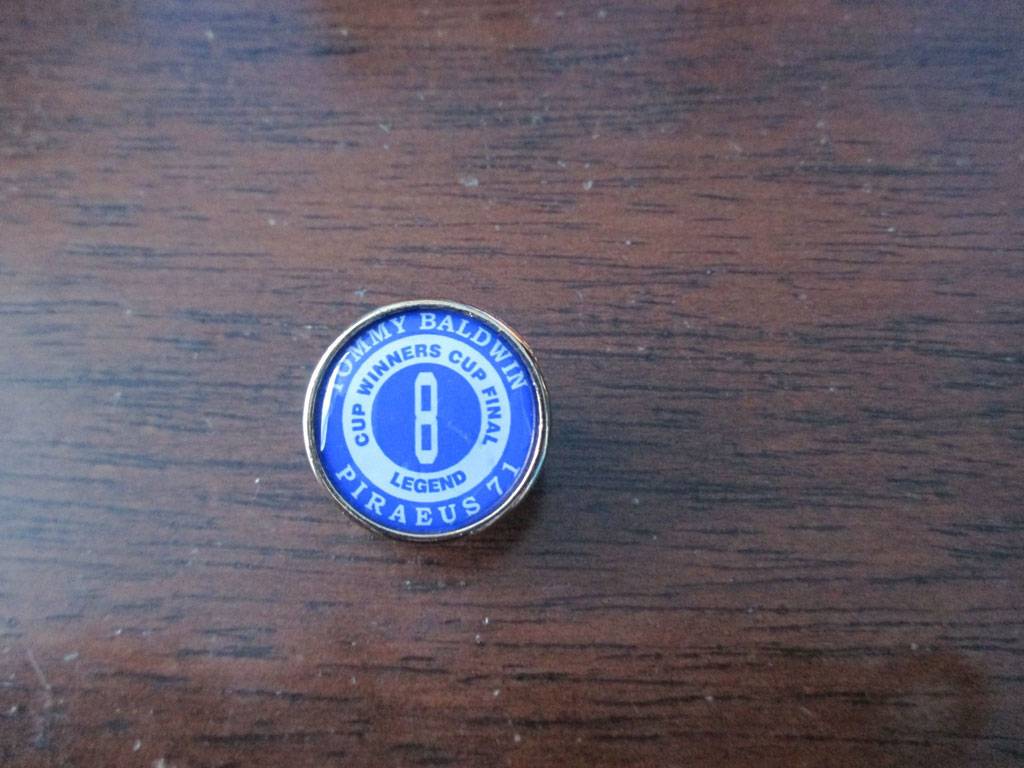 TOMMY BALDWIN
CUP WINNERS CUP FINAL
8
LEGEND
PIRAEUS 71